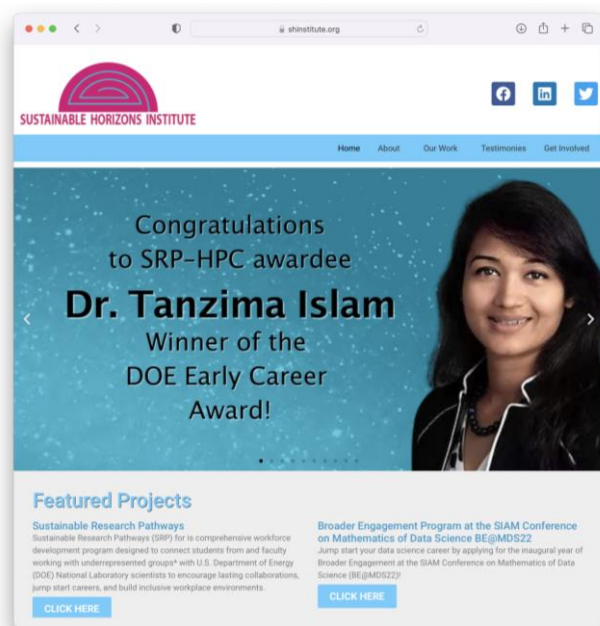 shinstitute.org
SUSTAINABLE HORIZONS INSTITUTE
Home About Our Work Testimonies Get Involved
Congratulations
to SRP-HPC awardee
Dr. Tanzima Islam
Winner of the
DOE Early Career
Award!
Featured Projects
Sustainable Research Pathways
Sustainable Research Pathways (SRP) for is comprehensive workforce
development program designed to connect students from and faculty
working with underrepresented groups* with U.S. Department of Energy
(DOE) National Laboratory scientists to encourage lasting collaborations,
jump start careers, and build inclusive workplace environments.
CLICK HERE
Broader Engagement Program at the SIAM Conference
on Mathematics of Data Science BE@MDS22
Jump start your data science career by applying for the inaugural year of
Broader Engagement at the SIAM Conference on Mathematics of Data
Science (BE@MDS22)!
CLICK HERE